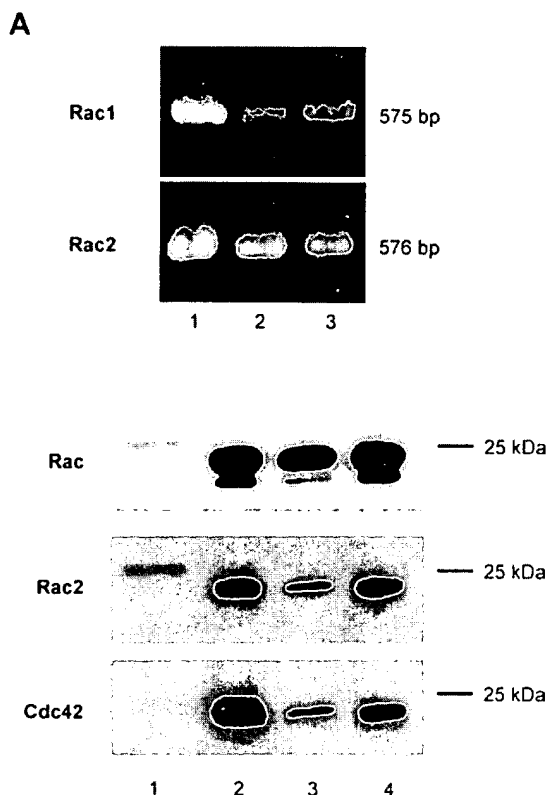 A
Rac1
575 bp
Rac2
576 bp
1 2 3
Rac
25 kDa
Rac2
25 kDa
Cdc42
25 kDa
1 2 3 4